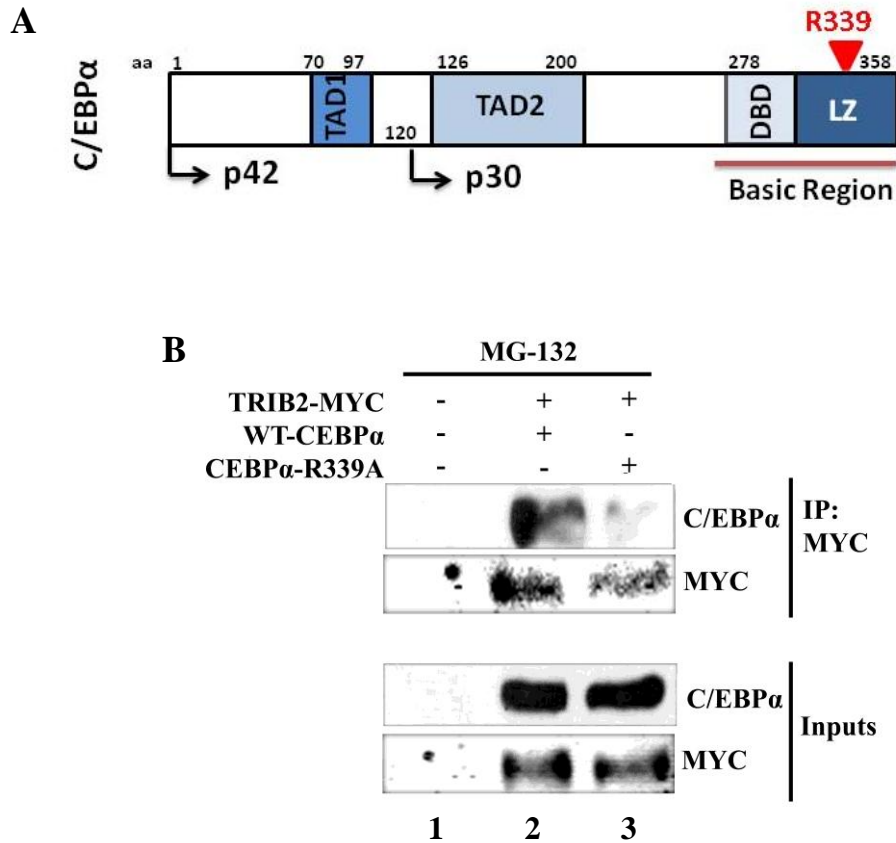 A
R339
aa 1 70 97 126 200 278 358
C/EBPα
TAD1
TAD2
DBD
LZ
120
p42
p30
Basic Region
B
MG-132
TRIB2-MYC - + +
WT-CEBPα - + -
CEBPα-R339A - - +
C/EBPα
IP:
MYC
MYC
C/EBPα
Inputs
MYC
1 2 3